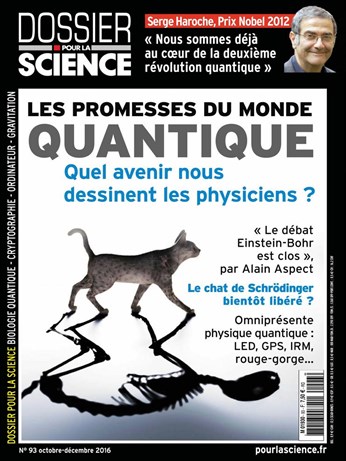 DOSSIER
POUR LA
SCIENCE
Serge Haroche, Prix Nobel 2012
« Nous sommes déjà
au cœur de la deuxième
révolution quantique »
LES PROMESSES DU MONDE
QUANTIQUE
Quel avenir nous
dessinent les physiciens ?
« Le débat
Einstein-Bohr
est clos »,
par Alain Aspect
Le chat de Schrödinger
bientôt libéré ?
Omniprésente
physique quantique :
LED, GPS, IRM,
rouge-gorge...
DOSSIER POUR LA SCIENCE BIOLOGIE QUANTIQUE - CRYPTOGRAPHIE - ORDINATEUR - GRAVITATION
N° 93 octobre-décembre 2016
pourlascience.fr